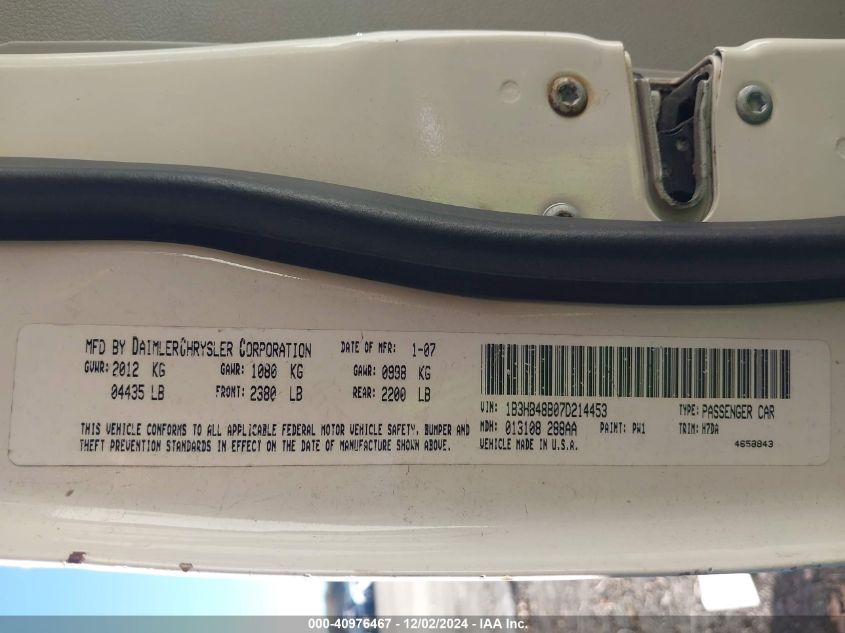 MFD BY DAIMLERCHRYSLER CORPORATION DATE OF MFR: 1-07
GVWR: 2012 KG GAWR: 1080 KG GAWR: 0998 KG
04435 LB FRONT: 2380 LB REAR: 2200 LB
THIS VEHICLE CONFORMS TO ALL APPLICABLE FEDERAL MOTOR VEHICLE SAFETY, BUMPER AND
THEFT PREVENTION STANDARDS IN EFFECT ON THE DATE OF MANUFACTURE SHOWN ABOVE.
VIN: 1B3HB48B07D214453 TYPE: PASSENGER CAR
MDH: 013108 288AA PAINT: PW1 TRIM: H7DA
VEHICLE MADE IN U.S.A. 4658843
000-40976467 - 12/02/2024 - IAA Inc.